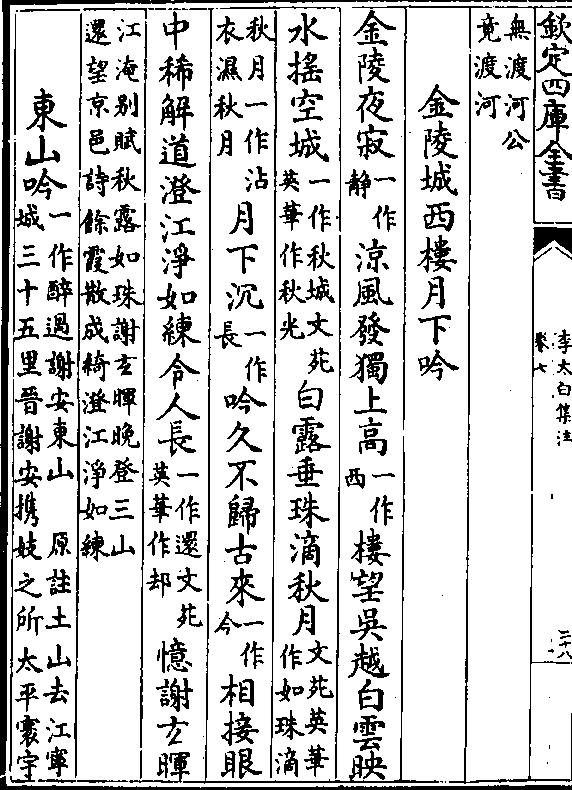 欽定四庫全書
李太白集注
卷七
三十八
無渡河公
竟渡河
金陵城西樓月下吟
金陵夜寂一作靜涼風發獨上高一作西樓望吳越白雲映
水搖空城一作秋城文苑英華作秋光白露垂珠滴秋月文苑英華作如珠滴
秋月一作沾衣濕秋月月下沉一作長吟久不歸古來一作今相接眼
中稀解道澄江淨如練令人長一作還文苑英華作却憶謝玄暉
江淹别賦秋露如珠謝玄暉晚登三山
還望京邑詩餘霞散成綺澄江淨如練
東山吟一作醉過謝安東山 原註土山去江寧
城三十五里晉謝安携妓之所太平寰宇